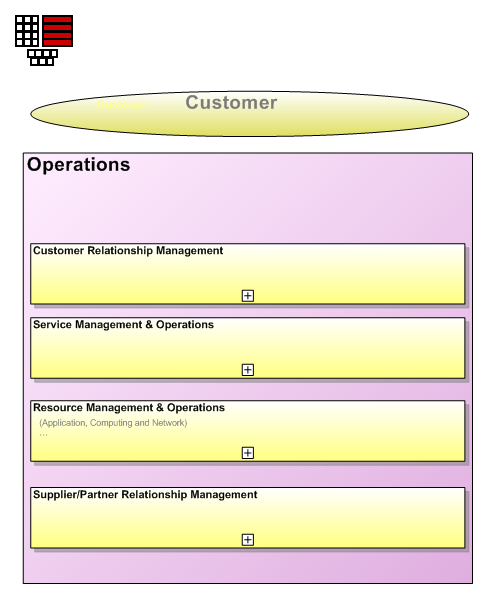 Customer
Operations
Customer Relationship Management
Service Management & Operations
Resource Management & Operations
(Application, Computing and Network)
...
Supplier/Partner Relationship Management